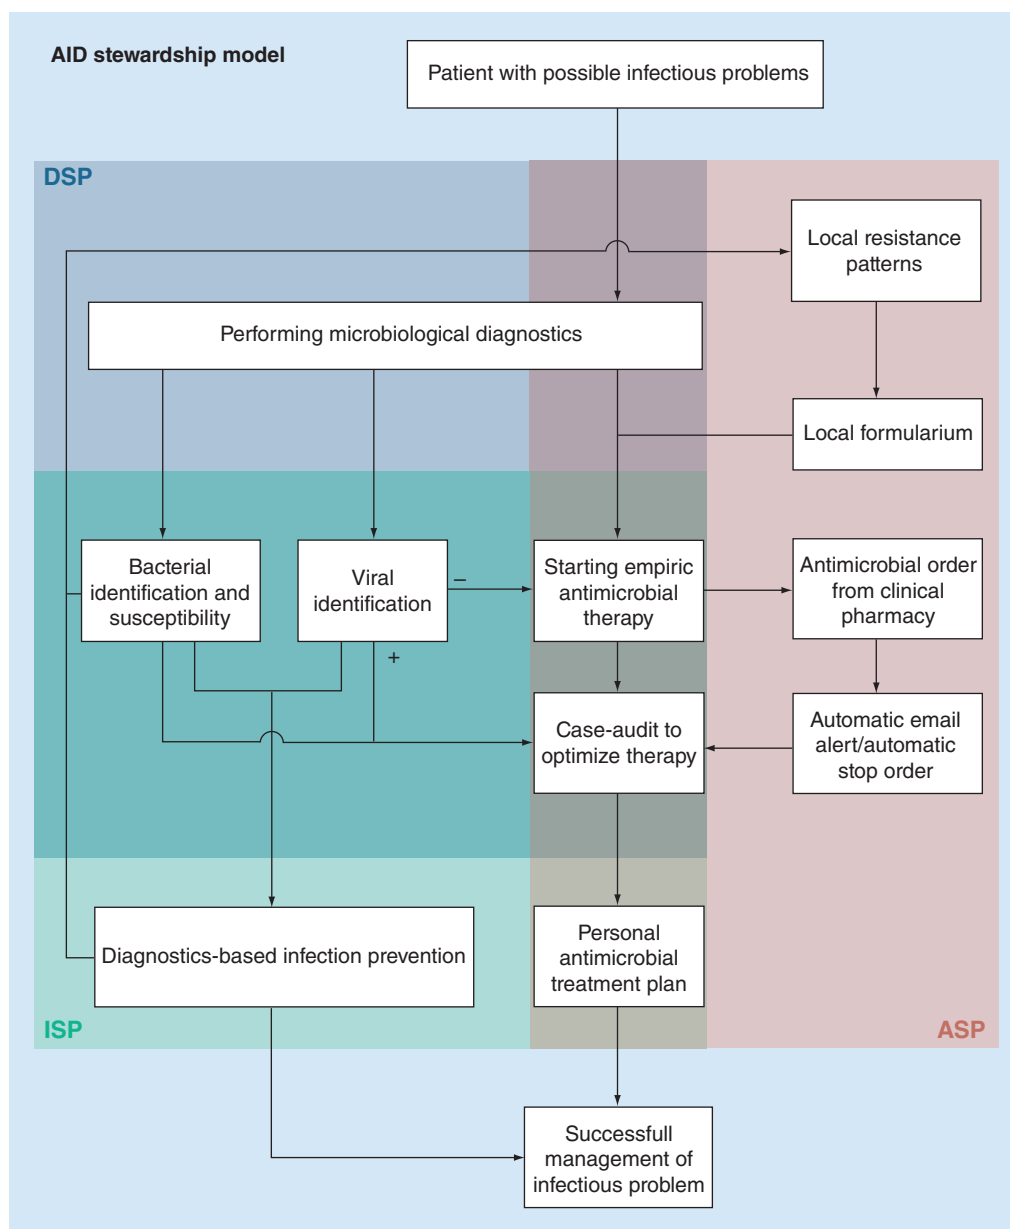 AID stewardship model
Patient with possible infectious problems
DSP
Local resistance
patterns
Performing microbiological diagnostics
Local formularium
Bacterial
identification and
susceptibility
Viral
identification
–
+
Starting empiric
antimicrobial
therapy
Antimicrobial order
from clinical
pharmacy
Case-audit to
optimize therapy
Automatic email
alert/automatic
stop order
Diagnostics-based infection prevention
Personal
antimicrobial
treatment plan
ISP
ASP
Successfull
management of
infectious problem